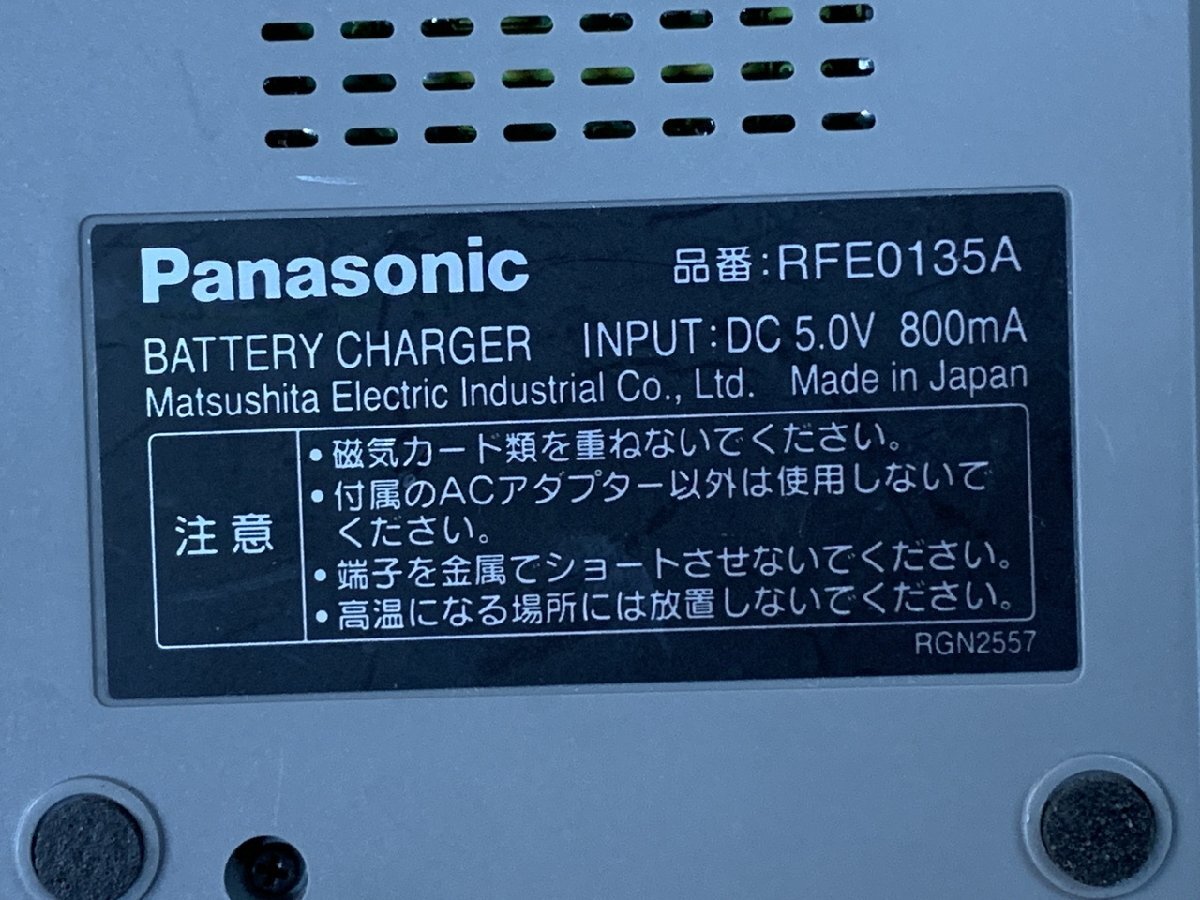 Panasonic 品番:RFE0135A
BATTERY CHARGER INPUT:DC 5.0V 800mA
Matsushita Electric Industrial Co., Ltd. Made in Japan
注意
・磁気カード類を重ねないでください。
・付属のACアダプター以外は使用しないで
ください。
・端子を金属でショートさせないでください。
・高温になる場所には放置しないでください。
RGN2557